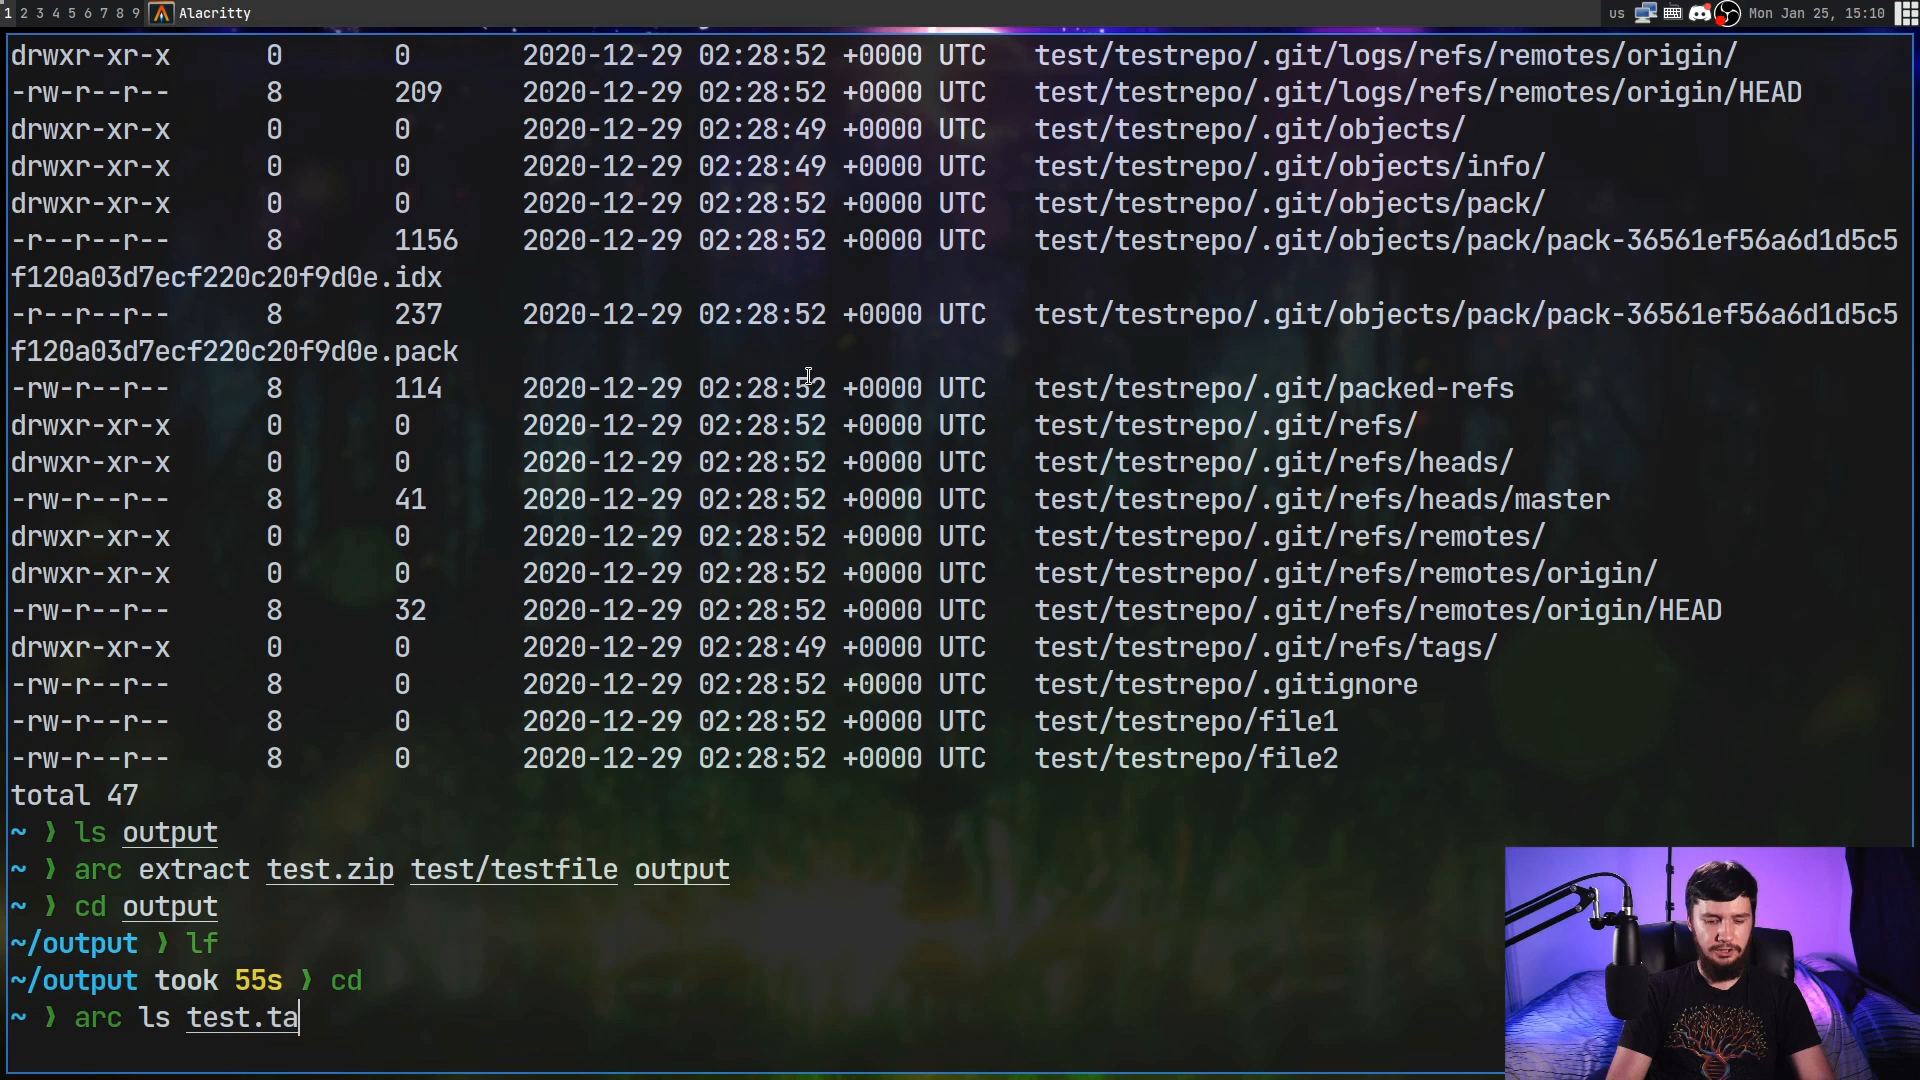 1 2 3 4 5 6 7 8 9 Alacritty us Mon Jan 25, 15:10
drwxr-xr-x 0 0 2020-12-29 02:28:52 +0000 UTC test/testrepo/.git/logs/refs/remotes/origin/
-rw-r--r-- 8 209 2020-12-29 02:28:52 +0000 UTC test/testrepo/.git/logs/refs/remotes/origin/HEAD
drwxr-xr-x 0 0 2020-12-29 02:28:49 +0000 UTC test/testrepo/.git/objects/
drwxr-xr-x 0 0 2020-12-29 02:28:49 +0000 UTC test/testrepo/.git/objects/info/
drwxr-xr-x 0 0 2020-12-29 02:28:52 +0000 UTC test/testrepo/.git/objects/pack/
-r--r--r-- 8 1156 2020-12-29 02:28:52 +0000 UTC test/testrepo/.git/objects/pack/pack-36561ef56a6d1d5c5
f120a03d7ecf220c20f9d0e.idx
-r--r--r-- 8 237 2020-12-29 02:28:52 +0000 UTC test/testrepo/.git/objects/pack/pack-36561ef56a6d1d5c5
f120a03d7ecf220c20f9d0e.pack
-rw-r--r-- 8 114 2020-12-29 02:28:52 +0000 UTC test/testrepo/.git/packed-refs
drwxr-xr-x 0 0 2020-12-29 02:28:52 +0000 UTC test/testrepo/.git/refs/
drwxr-xr-x 0 0 2020-12-29 02:28:52 +0000 UTC test/testrepo/.git/refs/heads/
-rw-r--r-- 8 41 2020-12-29 02:28:52 +0000 UTC test/testrepo/.git/refs/heads/master
drwxr-xr-x 0 0 2020-12-29 02:28:52 +0000 UTC test/testrepo/.git/refs/remotes/
drwxr-xr-x 0 0 2020-12-29 02:28:52 +0000 UTC test/testrepo/.git/refs/remotes/origin/
-rw-r--r-- 8 32 2020-12-29 02:28:52 +0000 UTC test/testrepo/.git/refs/remotes/origin/HEAD
drwxr-xr-x 0 0 2020-12-29 02:28:49 +0000 UTC test/testrepo/.git/refs/tags/
-rw-r--r-- 8 0 2020-12-29 02:28:52 +0000 UTC test/testrepo/.gitignore
-rw-r--r-- 8 0 2020-12-29 02:28:52 +0000 UTC test/testrepo/file1
-rw-r--r-- 8 0 2020-12-29 02:28:52 +0000 UTC test/testrepo/file2
total 47
~ ❯ ls output
~ ❯ arc extract test.zip test/testfile output
~ ❯ cd output
~/output ❯ lf
~/output took 55s ❯ cd
~ ❯ arc ls test.ta